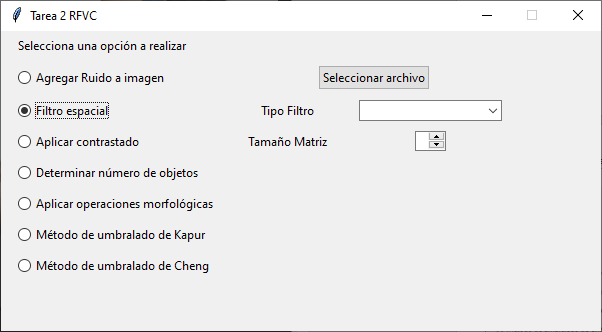 Tarea 2 RFVC
Selecciona una opción a realizar
Agregar Ruido a imagen
Seleccionar archivo
Filtro espacial
Tipo Filtro
Aplicar contrastado
Tamaño Matriz
Determinar número de objetos
Aplicar operaciones morfológicas
Método de umbralado de Kapur
Método de umbralado de Cheng